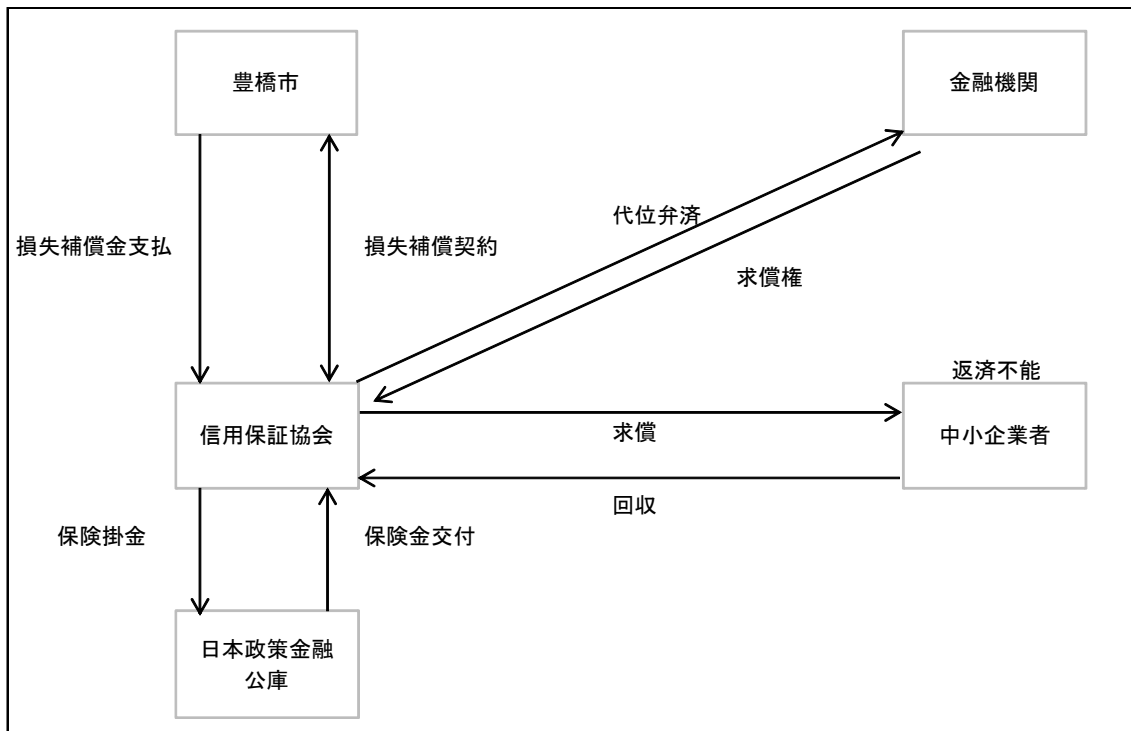 豊橋市
金融機関
代位弁済
損失補償金支払
損失補償契約
求償権
返済不能
信用保証協会
求償
中小企業者
回収
保険掛金
保険金交付
日本政策金融
公庫